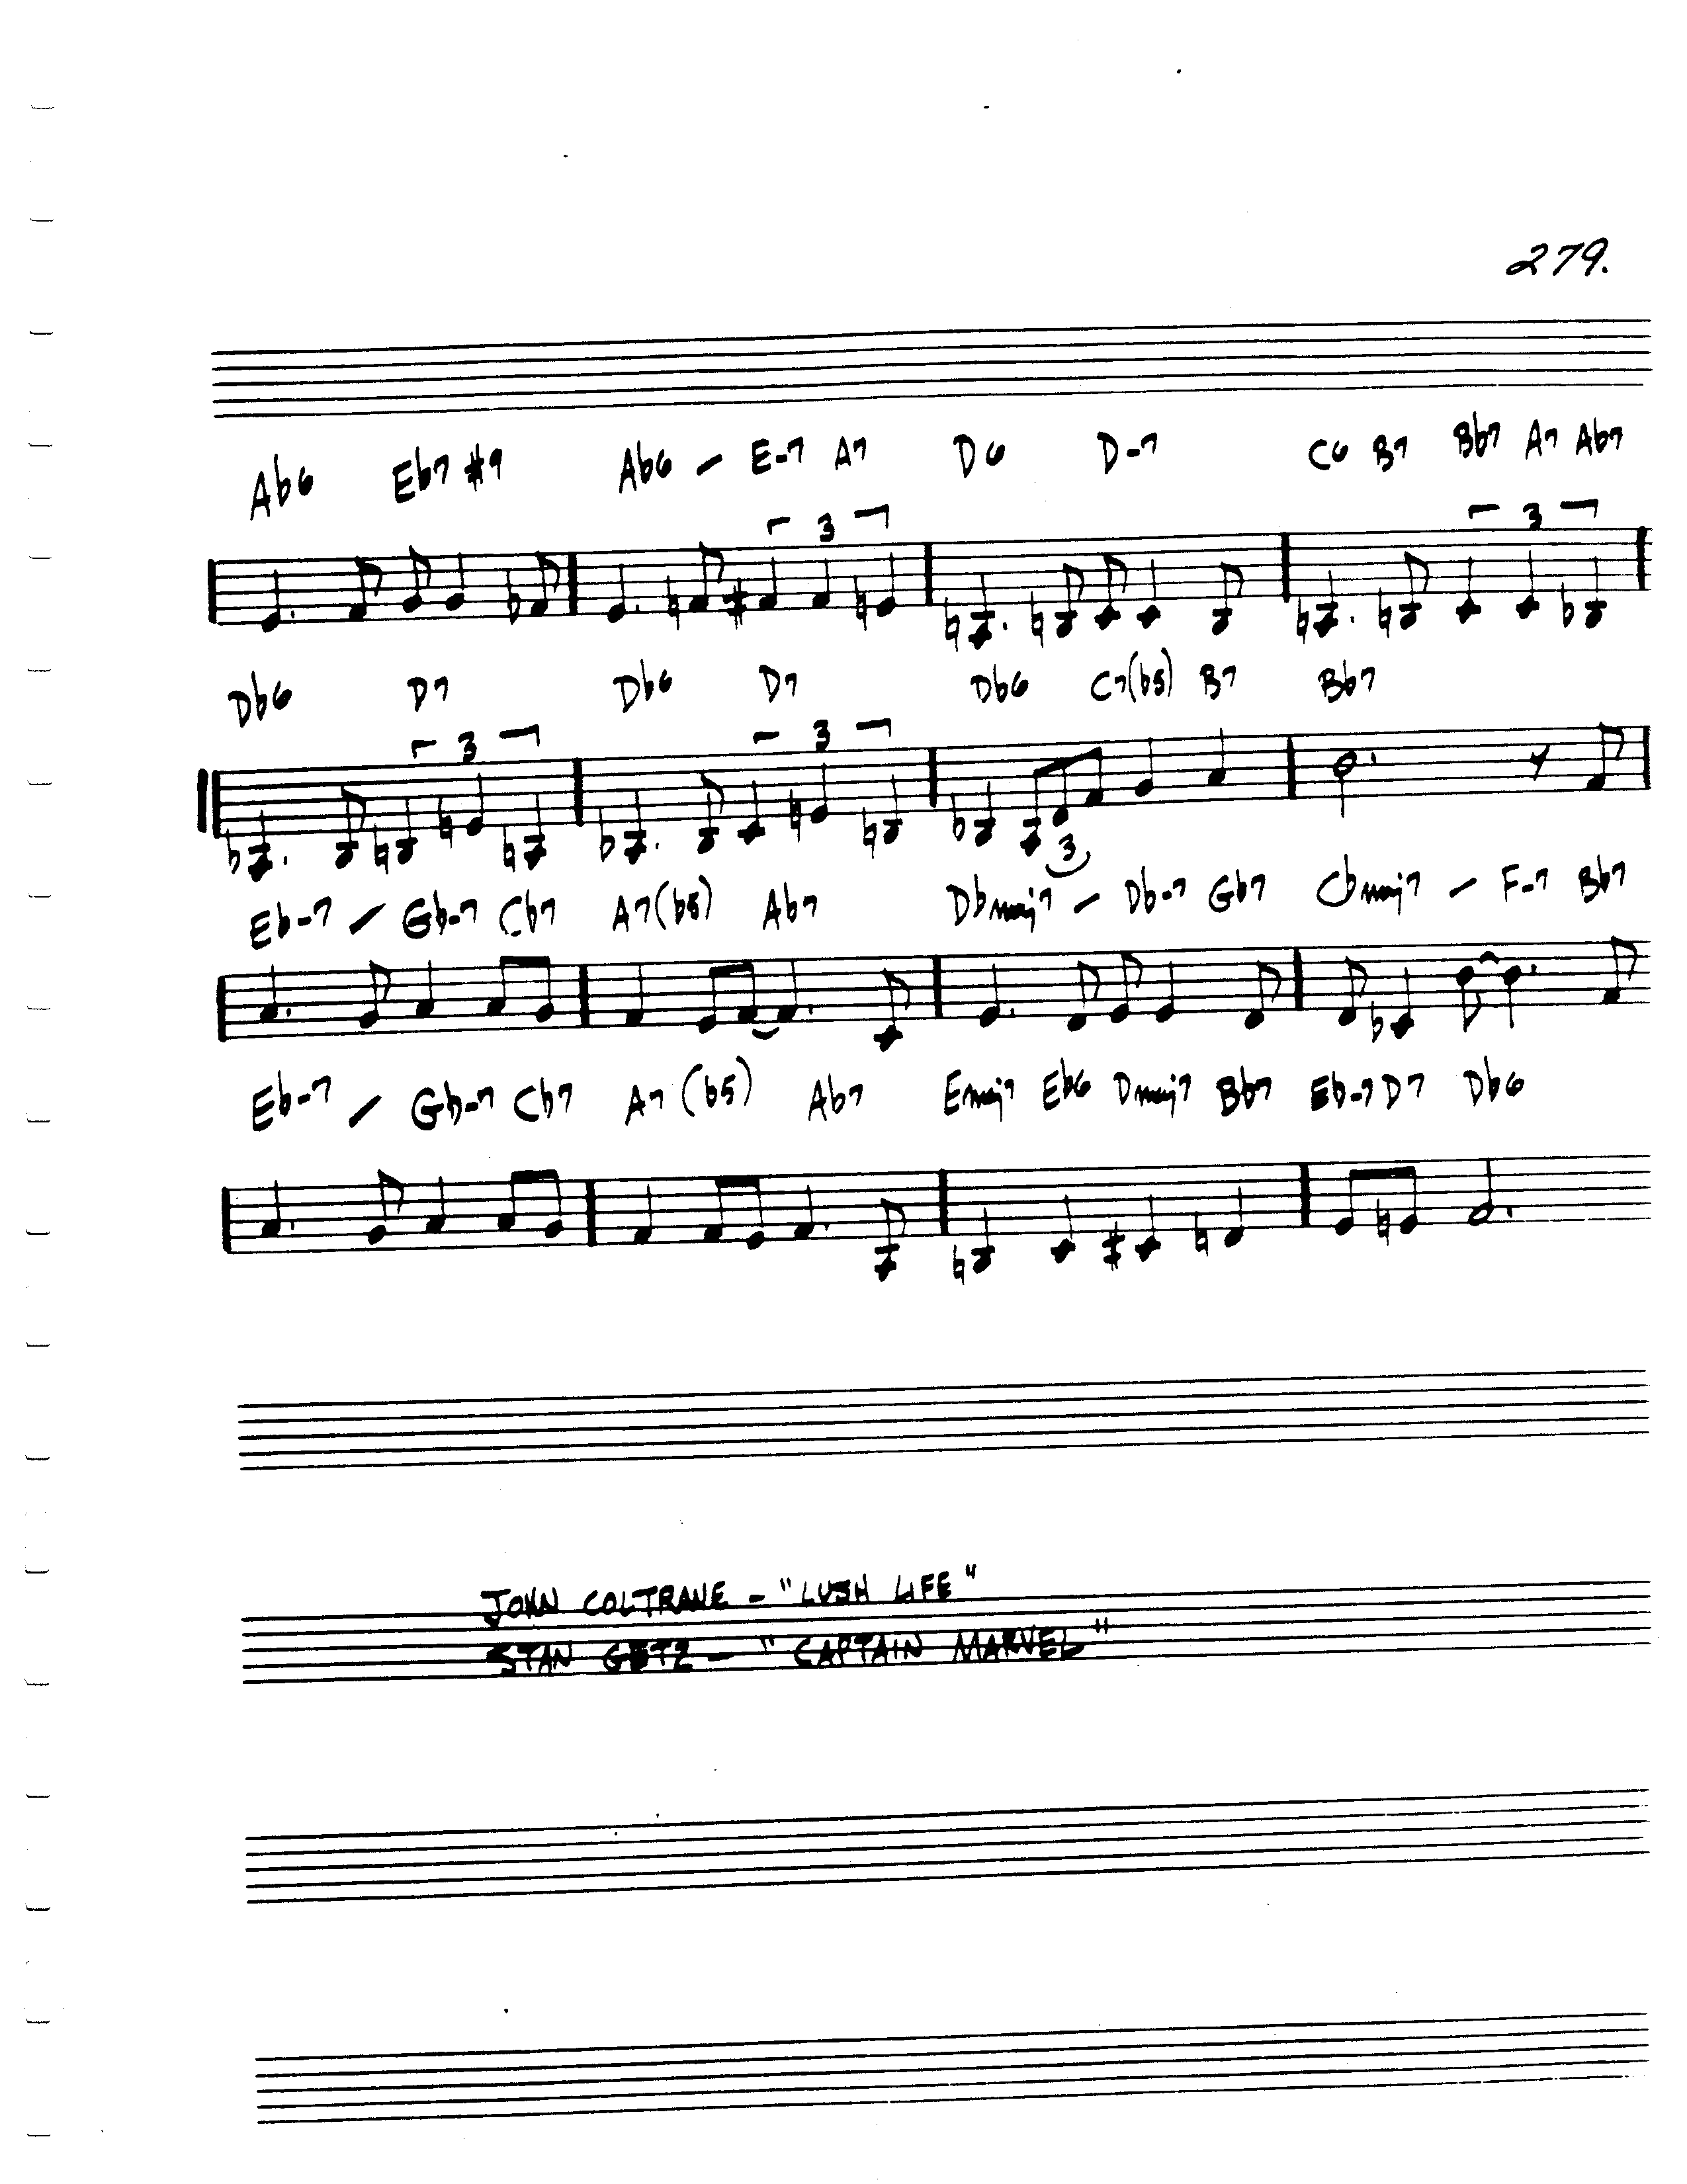 279.
Ab6 Eb7 #9 Ab6 – E-7 A7 D6 D-7 C6 B7 Bb7 A7 Ab7
3 3
Db6 D7 Db6 D7 Db6 C7(b5) B7 Bb7
3 3
3
Eb-7 / Gb-7 Cb7 A7(b5) Ab7 Dbmaj7 – Db-7 Gb7 Cbmaj7 – F-7 Bb7
Eb-7 / Gb-7 Cb7 A7 (b5) Ab7 Emaj7 Eb6 Dmaj7 Bb7 Eb-7 D7 Db6
JOHN COLTRANE - "LUSH LIFE"
STAN GETZ - "CAPTAIN MARVEL"